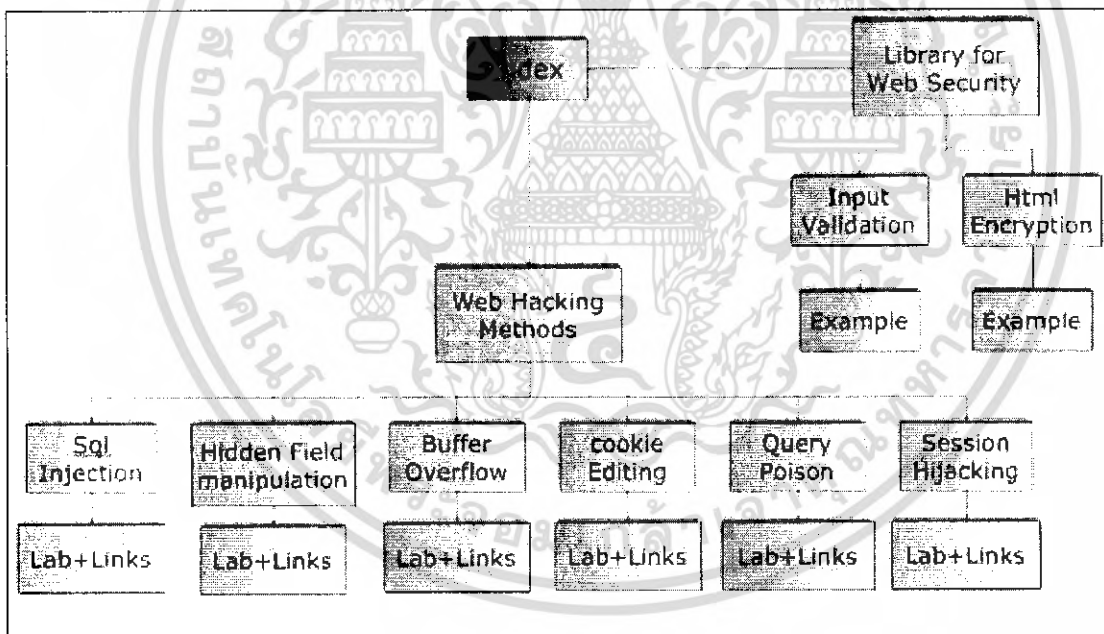 dex
Library for
Web Security
Input
Validation
Html
Encryption
Web Hacking
Methods
Example
Example
Sql
Injection
Hidden Field
manipulation
Buffer
Overflow
cookie
Editing
Query
Poison
Session
Hijacking
Lab+Links
Lab+Links
Lab+Links
Lab+Links
Lab+Links
Lab+Links